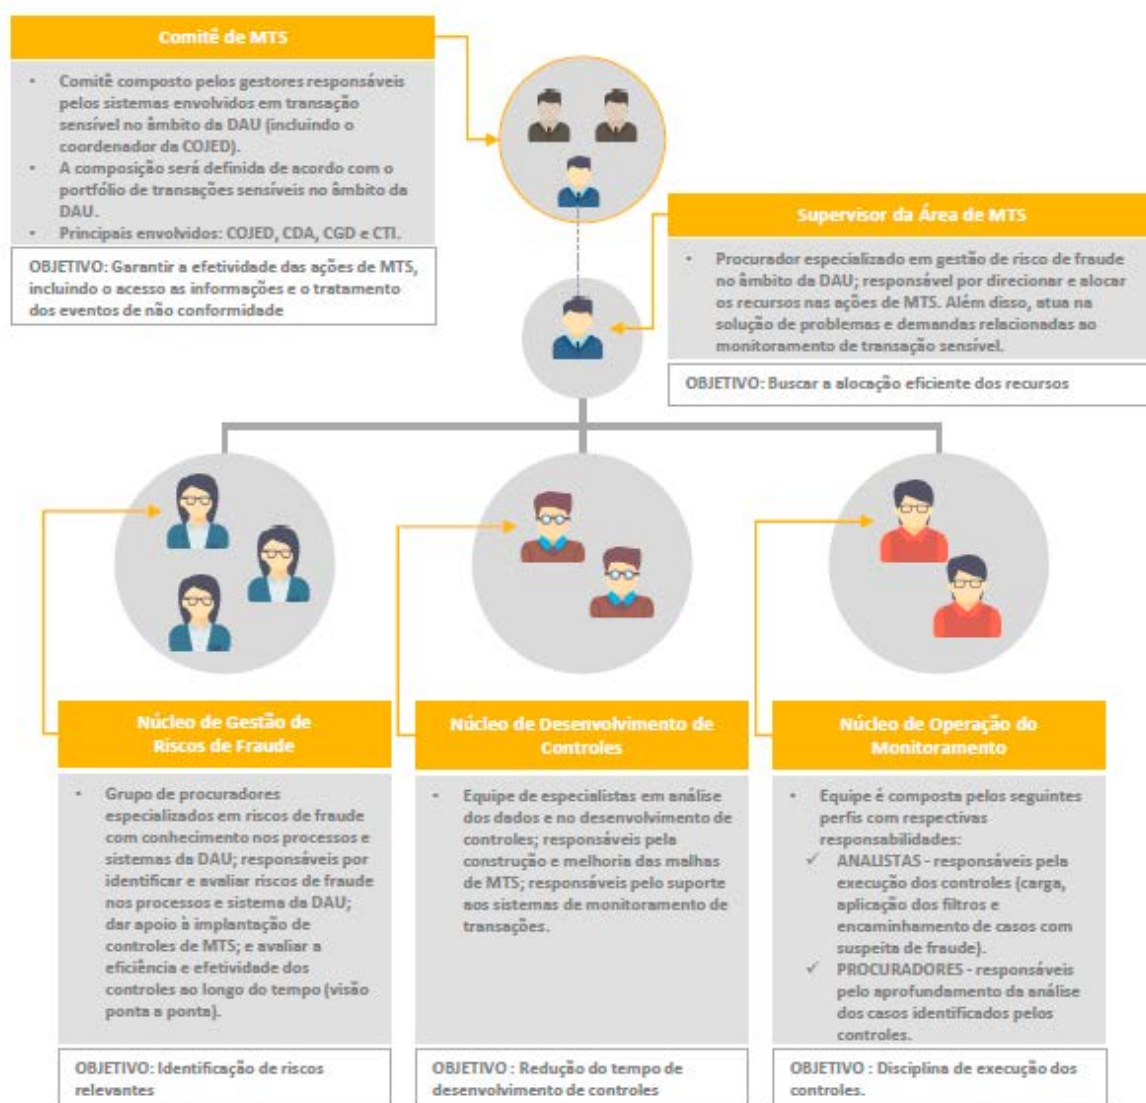 Comitê de MTS
• Comitê composto pelos gestores responsáveis
pelos sistemas envolvidos em transação
sensível no âmbito da DAU (incluindo o
coordenador da COJED).
• A composição será definida de acordo com o
portfólio de transações sensíveis no âmbito da
DAU.
• Principais envolvidos: COJED, CDA, CGD e CTI.
OBJETIVO: Garantir a efetividade das ações de MTS,
incluindo o acesso as informações e o tratamento
dos eventos de não conformidade
Supervisor da Área de MTS
• Procurador especializado em gestão de risco de fraude
no âmbito da DAU; responsável por direcionar e alocar
os recursos nas ações de MTS. Além disso, atua na
solução de problemas e demandas relacionadas ao
monitoramento de transação sensível.
OBJETIVO: Buscar a alocação eficiente dos recursos
Núcleo de Gestão de
Riscos de Fraude
• Grupo de procuradores
especializados em riscos de fraude
com conhecimento nos processos e
sistemas da DAU; responsáveis por
identificar e avaliar riscos de fraude
nos processos e sistema da DAU;
dar apoio à implantação de
controles de MTS; e avaliar a
eficiência e efetividade dos
controles ao longo do tempo (visão
ponta a ponta).
OBJETIVO: Identificação de riscos
relevantes
Núcleo de Desenvolvimento de
Controles
• Equipe de especialistas em análise
dos dados e no desenvolvimento de
controles; responsáveis pela
construção e melhoria das malhas
de MTS; responsáveis pelo suporte
aos sistemas de monitoramento de
transações.
OBJETIVO : Redução do tempo de
desenvolvimento de controles
Núcleo de Operação do
Monitoramento
• Equipe é composta pelos seguintes
perfis com respectivas
responsabilidades:
✓ ANALISTAS - responsáveis pela
execução dos controles (carga,
aplicação dos filtros e
encaminhamento de casos com
suspeita de fraude).
✓ PROCURADORES - responsáveis
pelo aprofundamento da análise
dos casos identificados pelos
controles.
OBJETIVO : Disciplina de execução dos
controles.